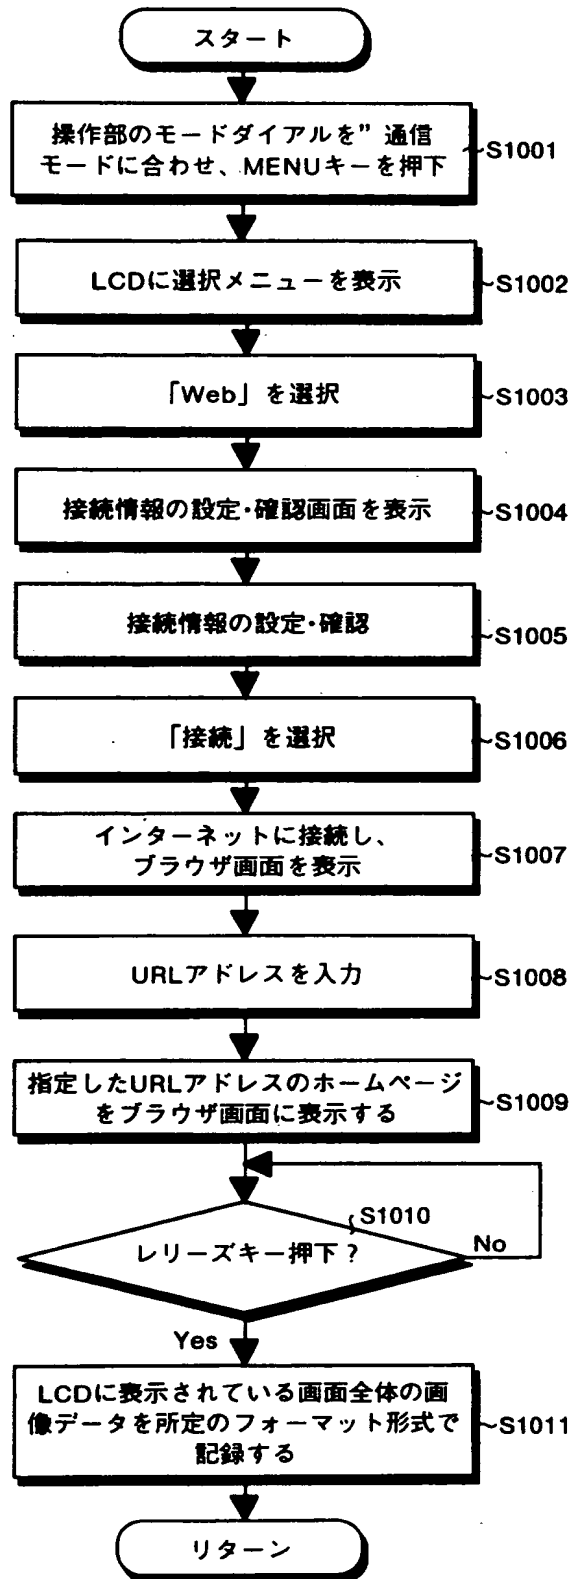 スタート
操作部のモードダイアルを”通信
モードに合わせ、MENUキーを押下
S1001
LCDに選択メニューを表示
S1002
「Web」を選択
S1003
接続情報の設定・確認画面を表示
S1004
接続情報の設定・確認
S1005
「接続」を選択
S1006
インターネットに接続し、
ブラウザ画面を表示
S1007
URLアドレスを入力
S1008
指定したURLアドレスのホームページ
をブラウザ画面に表示する
S1009
S1010
レリーズキー押下？
No
Yes
LCDに表示されている画面全体の画
像データを所定のフォーマット形式で
記録する
S1011
リターン